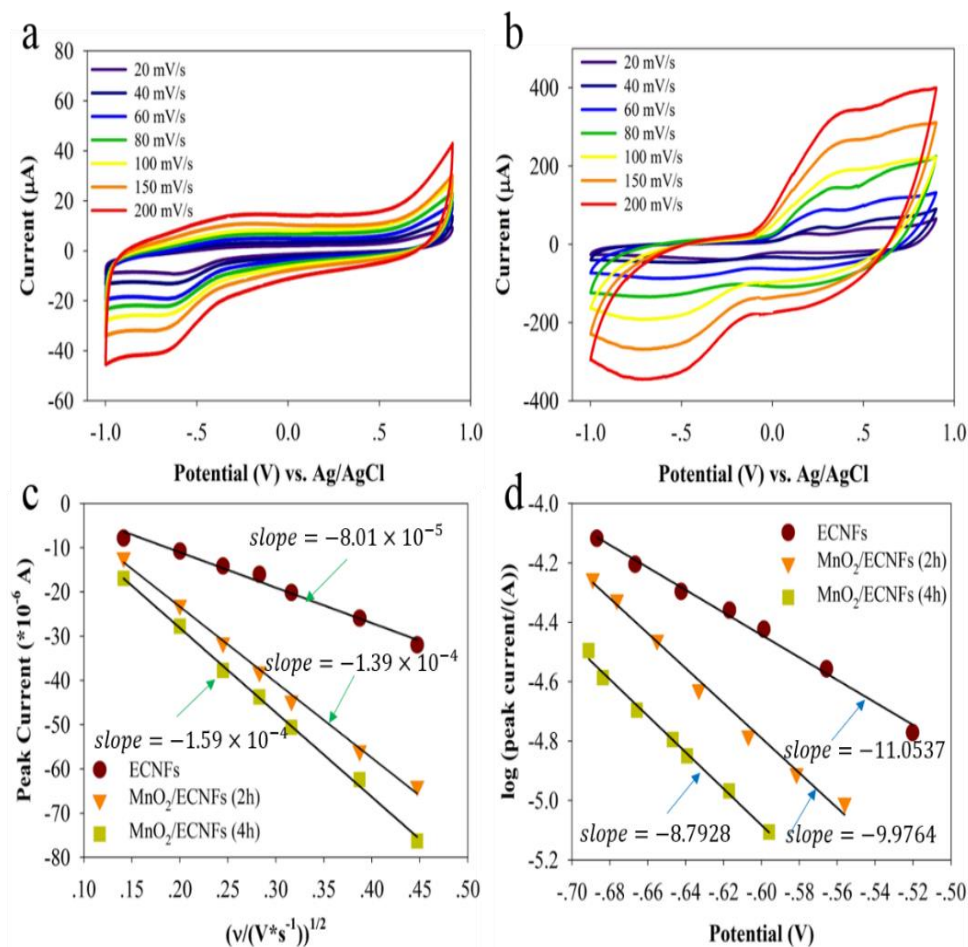 a
80
60
40
20
0
-20
-40
-60
Current (µA)
20 mV/s
40 mV/s
60 mV/s
80 mV/s
100 mV/s
150 mV/s
200 mV/s
-1.0
-.5
0.0
.5
1.0
Potential (V) vs. Ag/AgCl
b
400
200
0
-200
-400
Current (µA)
20 mV/s
40 mV/s
60 mV/s
80 mV/s
100 mV/s
150 mV/s
200 mV/s
-1.0
-.5
0.0
.5
1.0
Potential (V) vs. Ag/AgCl
c
0
-10
-20
-30
-40
-50
-60
-70
-80
Peak Current (*10⁻⁶ A)
slope = −8.01 × 10⁻⁵
slope = −1.39 × 10⁻⁴
slope = −1.59 × 10⁻⁴
ECNFs
MnO₂/ECNFs (2h)
MnO₂/ECNFs (4h)
.10
.15
.20
.25
.30
.35
.40
.45
.50
(ν/(V*s⁻¹))¹/²
d
-4.0
-4.2
-4.4
-4.6
-4.8
-5.0
-5.2
log (peak current/(A))
ECNFs
MnO₂/ECNFs (2h)
MnO₂/ECNFs (4h)
slope = −11.0537
slope = −8.7928
slope = −9.9764
-.70
-.68
-.66
-.64
-.62
-.60
-.58
-.56
-.54
-.52
-.50
Potential (V)